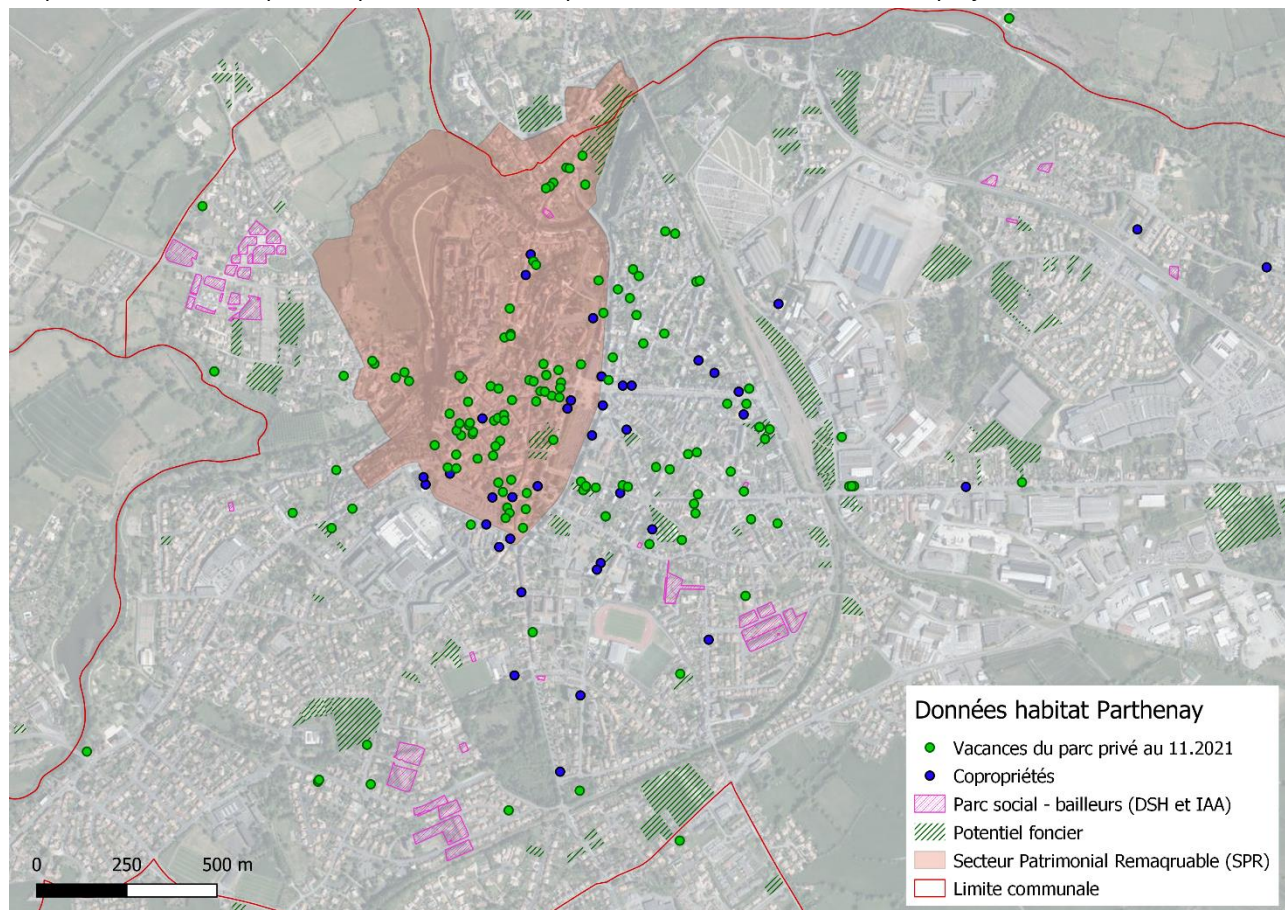 Données habitat Parthenay
Vacances du parc privé au 11.2021
Copropriétés
Parc social - bailleurs (DSH et IAA)
Potentiel foncier
Secteur Patrimonial Remaqruable (SPR)
Limite communale
0 250 500 m